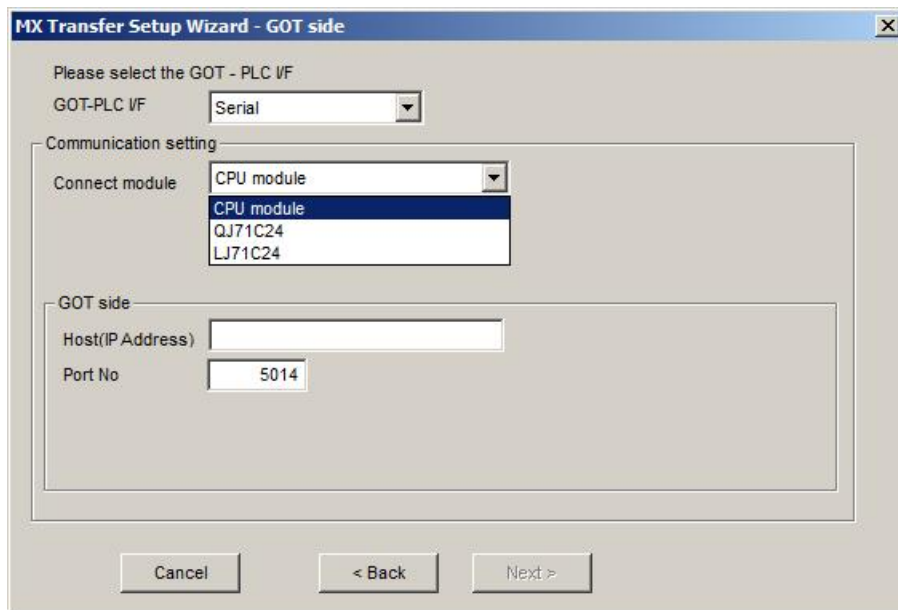 MX Transfer Setup Wizard - GOT side
Please select the GOT - PLC I/F
GOT-PLC I/F
Serial
Communication setting
Connect module
CPU module
CPU module
QJ71C24
LJ71C24
GOT side
Host(IP Address)
Port No
5014
Cancel
< Back
Next >